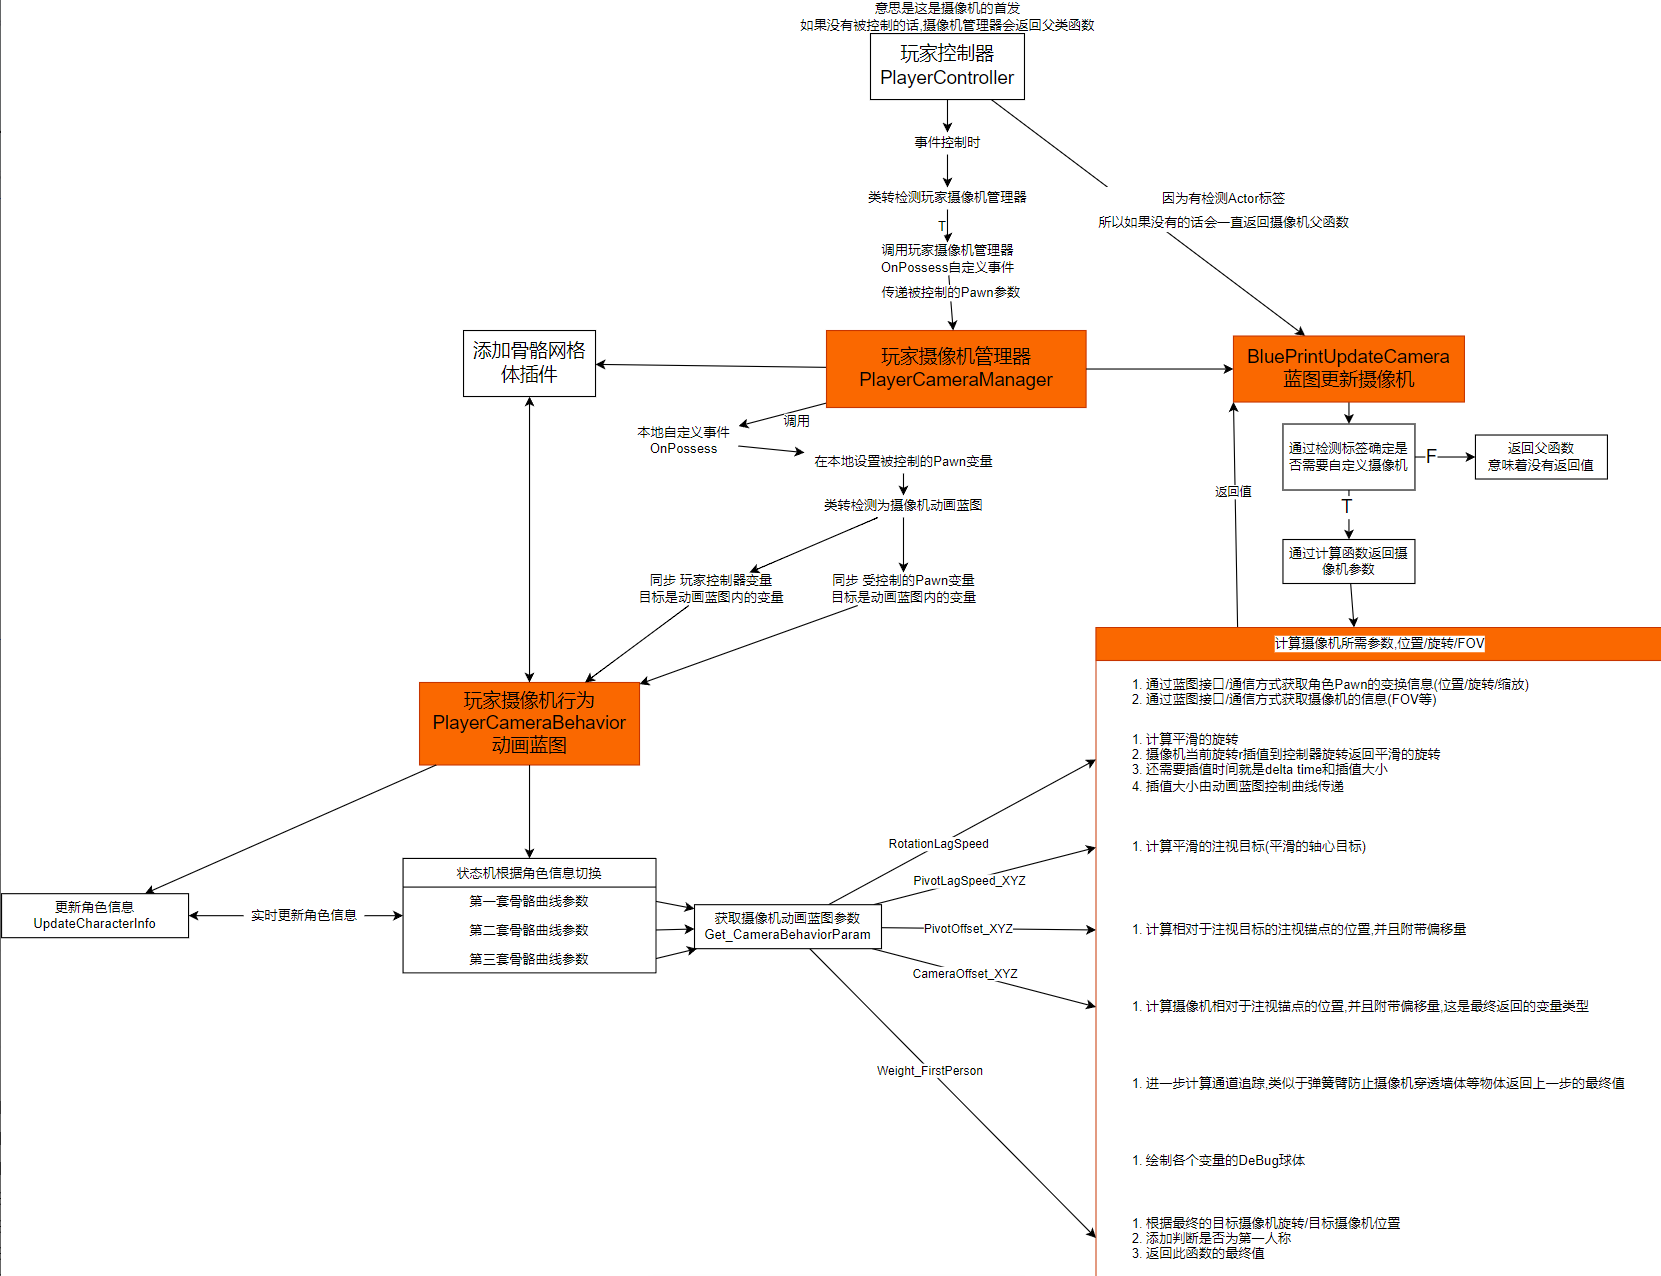 意思是这是摄像机的首发
如果没有被控制的话,摄像机管理器会返回父类函数
玩家控制器
PlayerController
事件控制时
类转检测玩家摄像机管理器
T
调用玩家摄像机管理器
OnPossess自定义事件
传递被控制的Pawn参数
因为有检测Actor标签
所以如果没有的话会一直返回摄像机父函数
添加骨骼网格
体插件
玩家摄像机管理器
PlayerCameraManager
BluePrintUpdateCamera
蓝图更新摄像机
调用
本地自定义事件
OnPossess
在本地设置被控制的Pawn变量
类转检测为摄像机动画蓝图
同步 玩家控制器变量
目标是动画蓝图内的变量
同步 受控制的Pawn变量
目标是动画蓝图内的变量
通过检测标签确定是
否需要自定义摄像机
F
返回父函数
意味着没有返回值
返回值
T
通过计算函数返回摄
像机参数
玩家摄像机行为
PlayerCameraBehavior
动画蓝图
更新角色信息
UpdateCharacterInfo
实时更新角色信息
状态机根据角色信息切换
第一套骨骼曲线参数
第二套骨骼曲线参数
第三套骨骼曲线参数
获取摄像机动画蓝图参数
Get_CameraBehaviorParam
RotationLagSpeed
PivotLagSpeed_XYZ
PivotOffset_XYZ
CameraOffset_XYZ
Weight_FirstPerson
计算摄像机所需参数,位置/旋转/FOV
1. 通过蓝图接口/通信方式获取角色Pawn的变换信息(位置/旋转/缩放)
2. 通过蓝图接口/通信方式获取摄像机的信息(FOV等)
1. 计算平滑的旋转
2. 摄像机当前旋转r插值到控制器旋转返回平滑的旋转
3. 还需要插值时间就是delta time和插值大小
4. 插值大小由动画蓝图控制曲线传递
1. 计算平滑的注视目标(平滑的轴心目标)
1. 计算相对于注视目标的注视锚点的位置,并且附带偏移量
1. 计算摄像机相对于注视锚点的位置,并且附带偏移量,这是最终返回的变量类型
1. 进一步计算通道追踪,类似于弹簧臂防止摄像机穿透墙体等物体返回上一步的最终值
1. 绘制各个变量的DeBug球体
1. 根据最终的目标摄像机旋转/目标摄像机位置
2. 添加判断是否为第一人称
3. 返回此函数的最终值